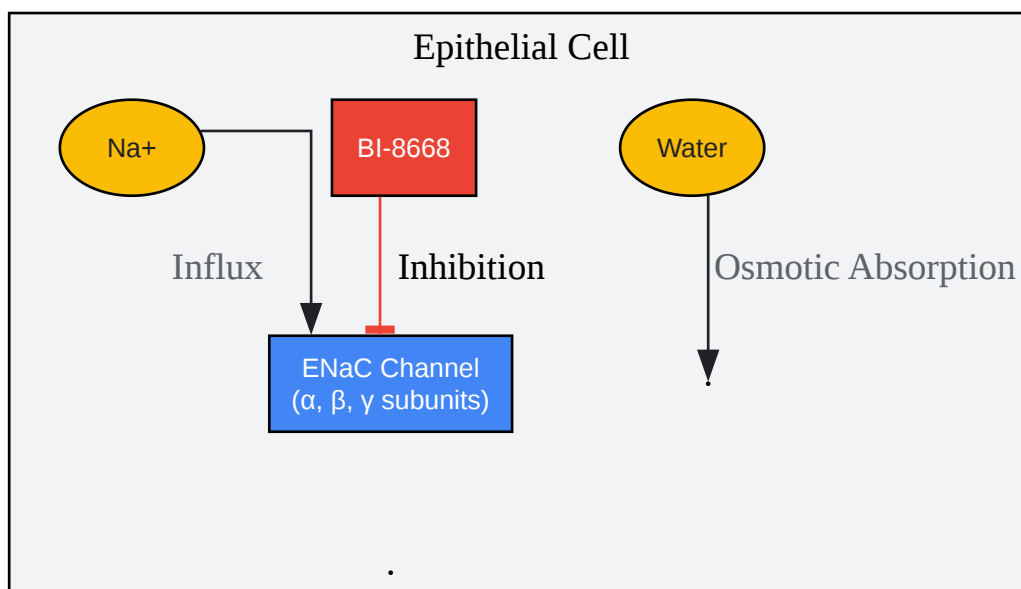 Epithelial Cell
Na+
BI-8668
Water
Influx
Inhibition
Osmotic Absorption
ENaC Channel
(α, β, γ subunits)